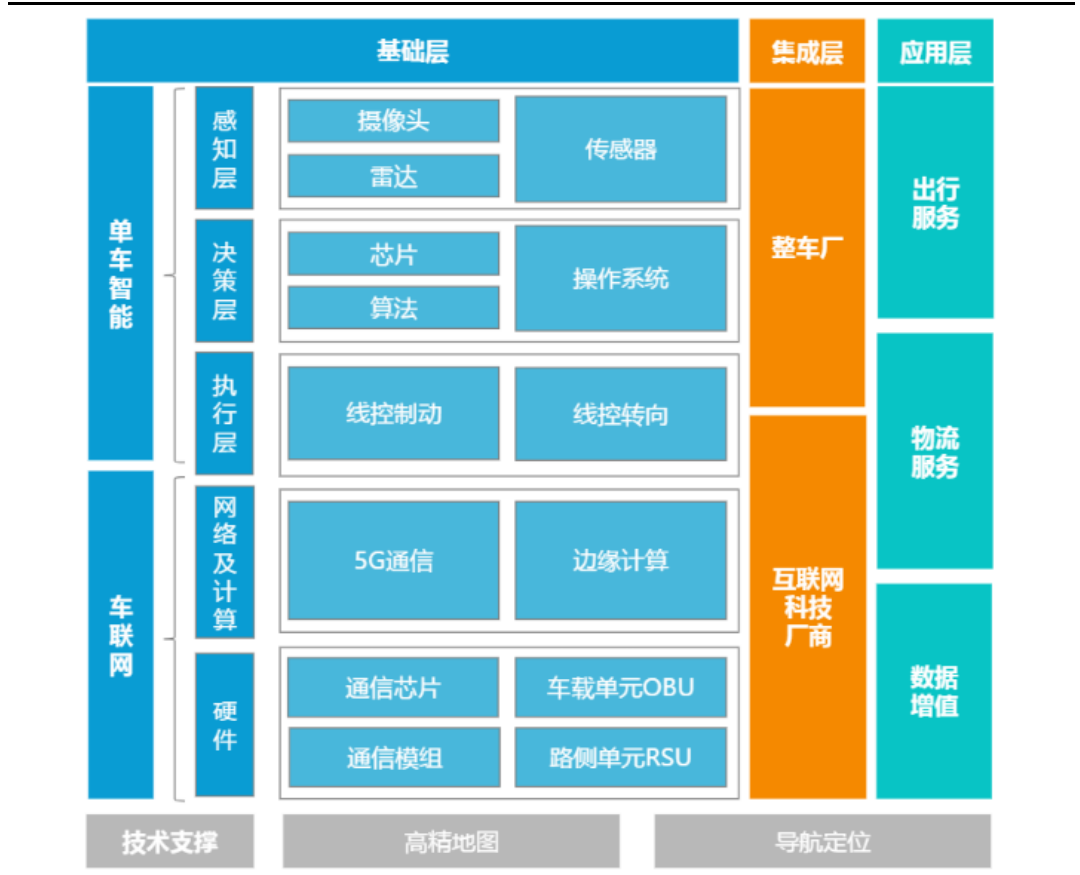 基础层
集成层
应用层
单
车
智
能
感
知
层
摄像头
雷达
传感器
决
策
层
芯片
算法
操作系统
执
行
层
线控制动
线控转向
车
联
网
网
络
及
计
算
5G通信
边缘计算
硬
件
通信芯片
车载单元OBU
通信模组
路侧单元RSU
整车厂
互联网
科技
厂商
出行
服务
物流
服务
数据
增值
技术支撑
高精地图
导航定位